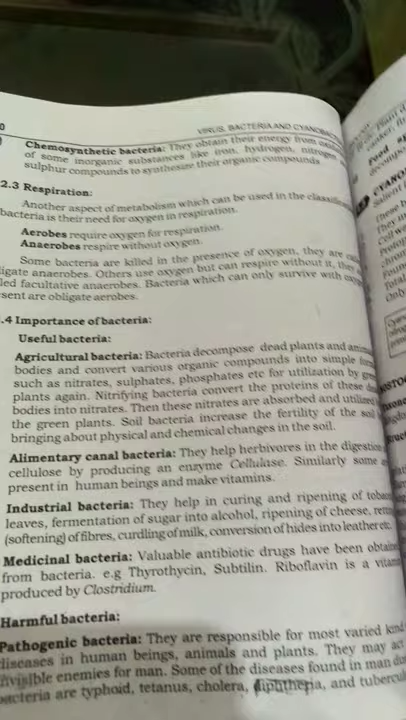 VIRUS, BACTERIA AND
Chemosynthetic bacteria: They obtain their energy from
of some inorganic substances like iron, hydrogen, nitrogen
sulphur compounds to synthesize their organic compounds
2.3 Respiration:
Another aspect of metabolism which can be used in the
bacteria is their need for oxygen in respiration.
Aerobes require oxygen for respiration.
Anaerobes respire without oxygen.
Some bacteria are killed in the presence of oxygen, they are
ligate anaerobes. Others use oxygen but can respire without it, they
led facultative anaerobes. Bacteria which can only survive with
sent are obligate aerobes.
.4 Importance of bacteria:
Useful bacteria:
Agricultural bacteria: Bacteria decompose dead plants and
bodies and convert various organic compounds into simple
such as nitrates, sulphates, phosphates etc for utilization by
plants again. Nitrifying bacteria convert the proteins of these
bodies into nitrates. Then these nitrates are absorbed and utilized
the green plants. Soil bacteria increase the fertility of the soil
bringing about physical and chemical changes in the soil.
Alimentary canal bacteria: They help herbivores in the digestion
cellulose by producing an enzyme Cellulase. Similarly some
present in human beings and make vitamins.
Industrial bacteria: They help in curing and ripening of
leaves, fermentation of sugar into alcohol, ripening of cheese,
(softening) of fibres, curdling of milk, conversion of hides into leather etc.
Medicinal bacteria: Valuable antibiotic drugs have been
from bacteria. e.g Thyrothycin, Subtilin. Riboflavin is a
produced by Clostridium.
Harmful bacteria:
Pathogenic bacteria: They are responsible for most varied
diseases in human beings, animals and plants. They may act
invisible enemies for man. Some of the diseases found in man
bacteria are typhoid, tetanus, cholera, diphtheria, and